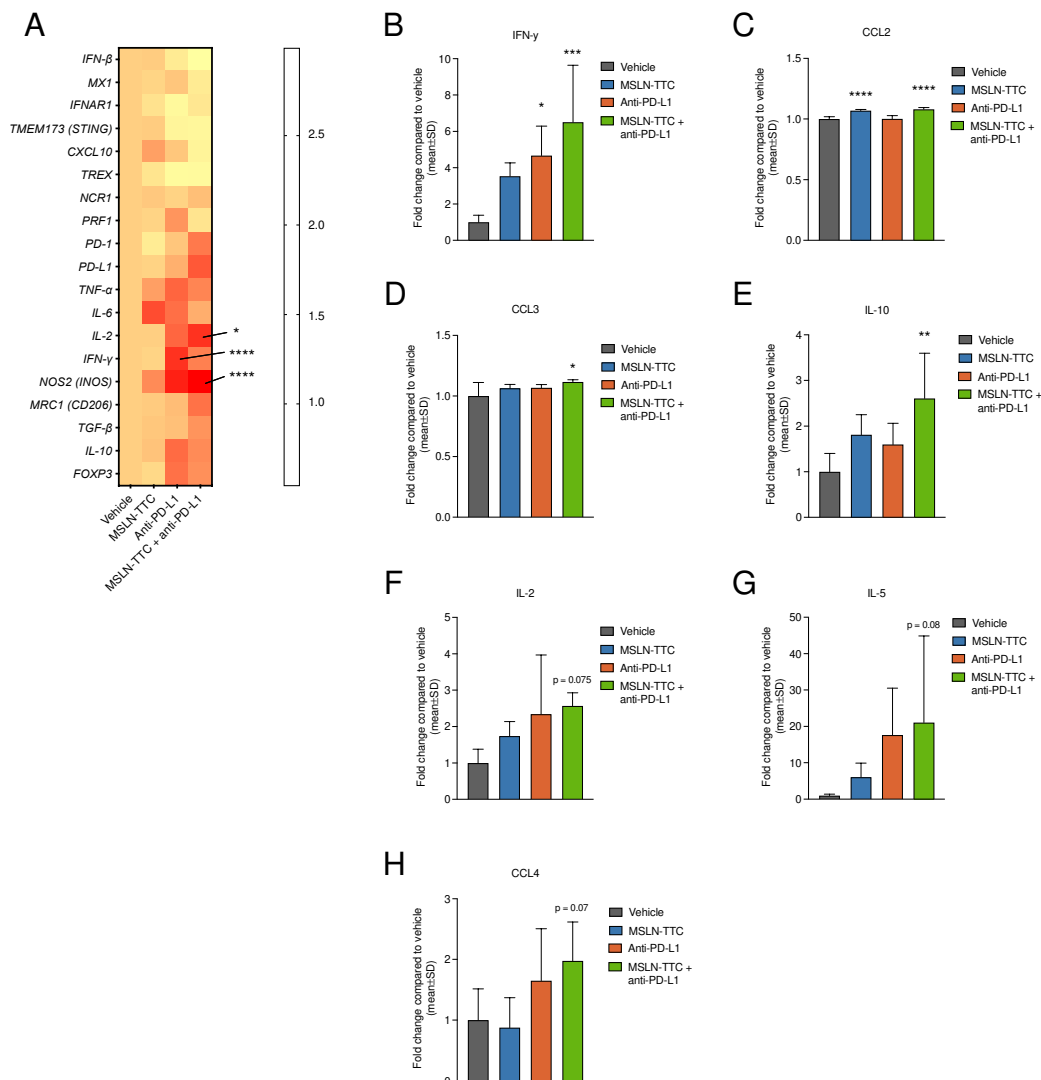 A
IFN-β
MX1
IFNAR1
TMEM173 (STING)
CXCL10
TREX
NCR1
PRF1
PD-1
PD-L1
TNF-α
IL-6
IL-2
IFN-γ
NOS2 (INOS)
MRC1 (CD206)
TGF-β
IL-10
FOXP3
Vehicle
MSLN-TTC
Anti-PD-L1
MSLN-TTC + anti-PD-L1
*
****
****
2.5
2.0
1.5
1.0
B
IFN-y
Fold change compared to vehicle
(mean±SD)
10
8
6
4
2
0
*
***
Vehicle
MSLN-TTC
Anti-PD-L1
MSLN-TTC +
anti-PD-L1
C
CCL2
Fold change compared to vehicle
(mean±SD)
1.5
1.0
0.5
0.0
****
****
Vehicle
MSLN-TTC
Anti-PD-L1
MSLN-TTC +
anti-PD-L1
D
CCL3
Fold change compared to vehicle
(mean±SD)
1.5
1.0
0.5
0.0
*
Vehicle
MSLN-TTC
Anti-PD-L1
MSLN-TTC +
anti-PD-L1
E
IL-10
Fold change compared to vehicle
(mean±SD)
4
3
2
1
0
**
Vehicle
MSLN-TTC
Anti-PD-L1
MSLN-TTC +
anti-PD-L1
F
IL-2
Fold change compared to vehicle
(mean±SD)
5
4
3
2
1
0
p = 0.075
Vehicle
MSLN-TTC
Anti-PD-L1
MSLN-TTC +
anti-PD-L1
G
IL-5
Fold change compared to vehicle
(mean±SD)
50
40
30
20
10
0
p = 0.08
Vehicle
MSLN-TTC
Anti-PD-L1
MSLN-TTC +
anti-PD-L1
H
CCL4
Fold change compared to vehicle
(mean±SD)
3
2
1
0
p = 0.07
Vehicle
MSLN-TTC
Anti-PD-L1
MSLN-TTC +
anti-PD-L1